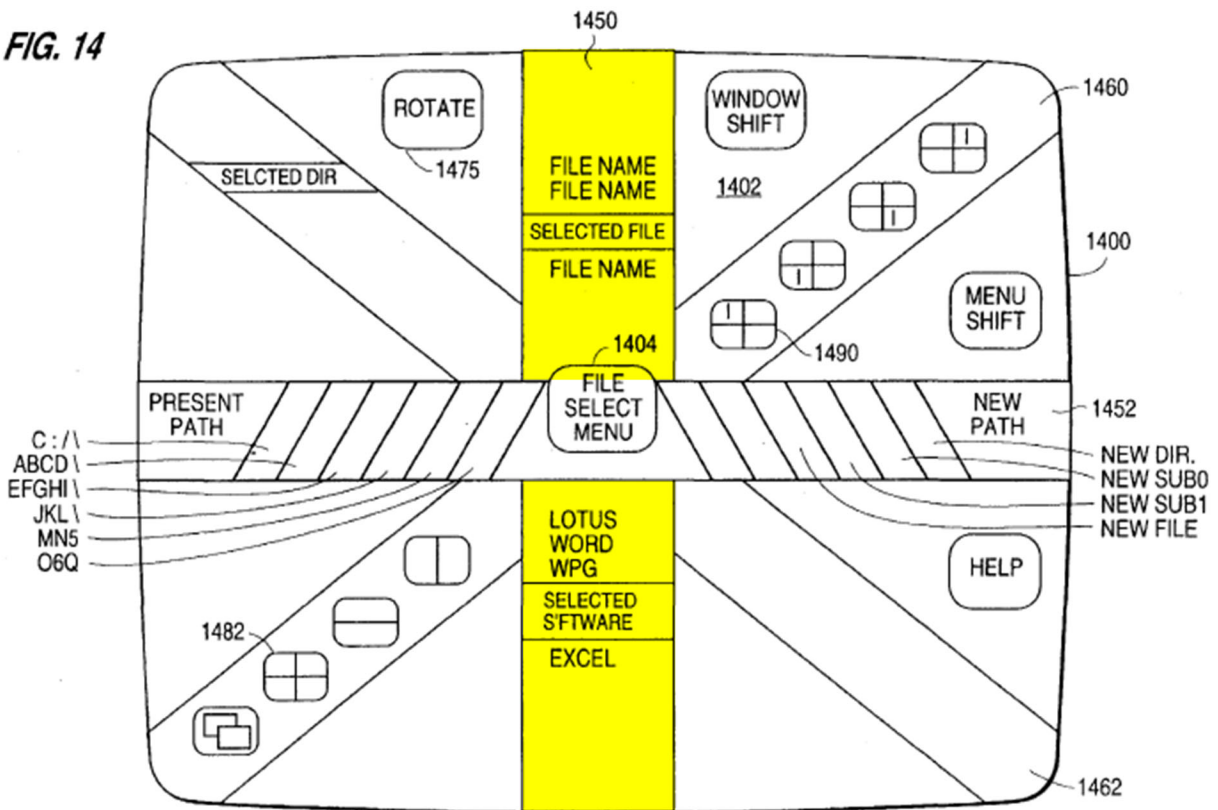 FIG. 14
1450
ROTATE
1475
FILE NAME
FILE NAME
SELECTED FILE
FILE NAME
WINDOW
SHIFT
1402
1460
SELCTED DIR
1400
MENU
SHIFT
1490
1404
FILE
SELECT
MENU
PRESENT
PATH
NEW
PATH
1452
C:/\
ABCD\
EFGHI\
JKL\
MN5
O6Q
NEW DIR.
NEW SUB0
NEW SUB1
NEW FILE
LOTUS
WORD
WPG
SELECTED
S'FTWARE
EXCEL
HELP
1482
1462